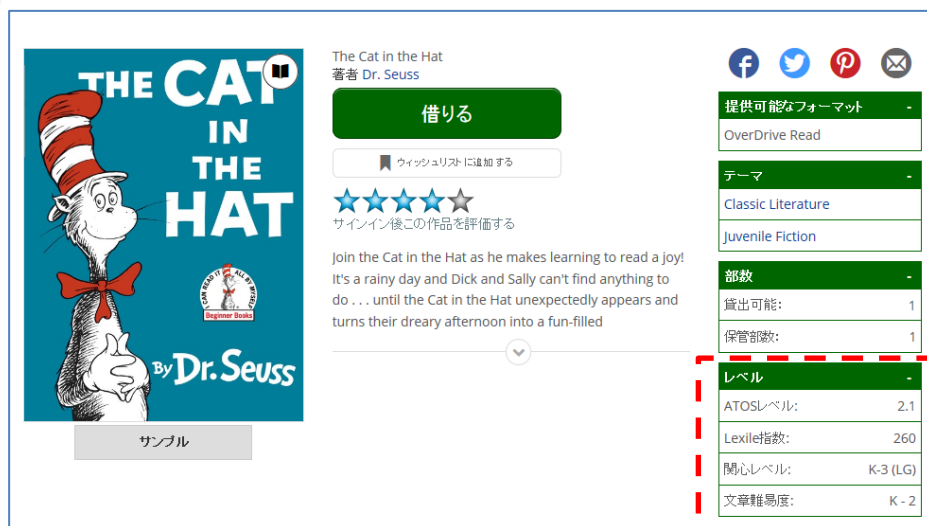 THE CAT
IN
THE
HAT
I CAN READ IT ALL BY MYSELF
Beginner Books
By Dr. Seuss
サンプル
The Cat in the Hat
著者 Dr. Seuss
借りる
ウィッシュリストに追加する
サインイン後この作品を評価する
Join the Cat in the Hat as he makes learning to read a joy!
It's a rainy day and Dick and Sally can't find anything to
do . . . until the Cat in the Hat unexpectedly appears and
turns their dreary afternoon into a fun-filled
提供可能なフォーマット -
OverDrive Read
テーマ -
Classic Literature
Juvenile Fiction
部数 -
貸出可能: 1
保管部数: 1
レベル -
ATOSレベル: 2.1
Lexile指数: 260
関心レベル: K-3 (LG)
文章難易度: K - 2